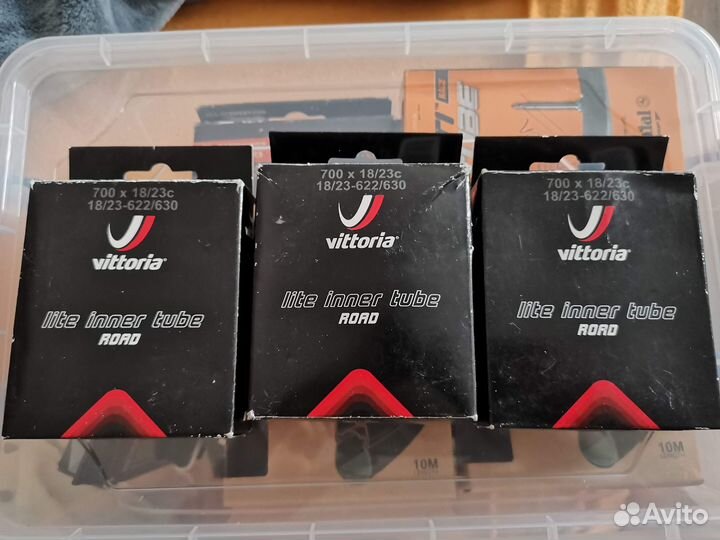 700 x 18/23c
18/23-622/630
vittoria
lite inner tube
ROAD
700 x 18/23c
18/23-622/630
vittoria
lite inner tube
ROAD
700 x 18/23c
18/23-622/630
vittoria
lite inner tube
ROAD
10M
LENGTH
10M
LENGTH
Avito